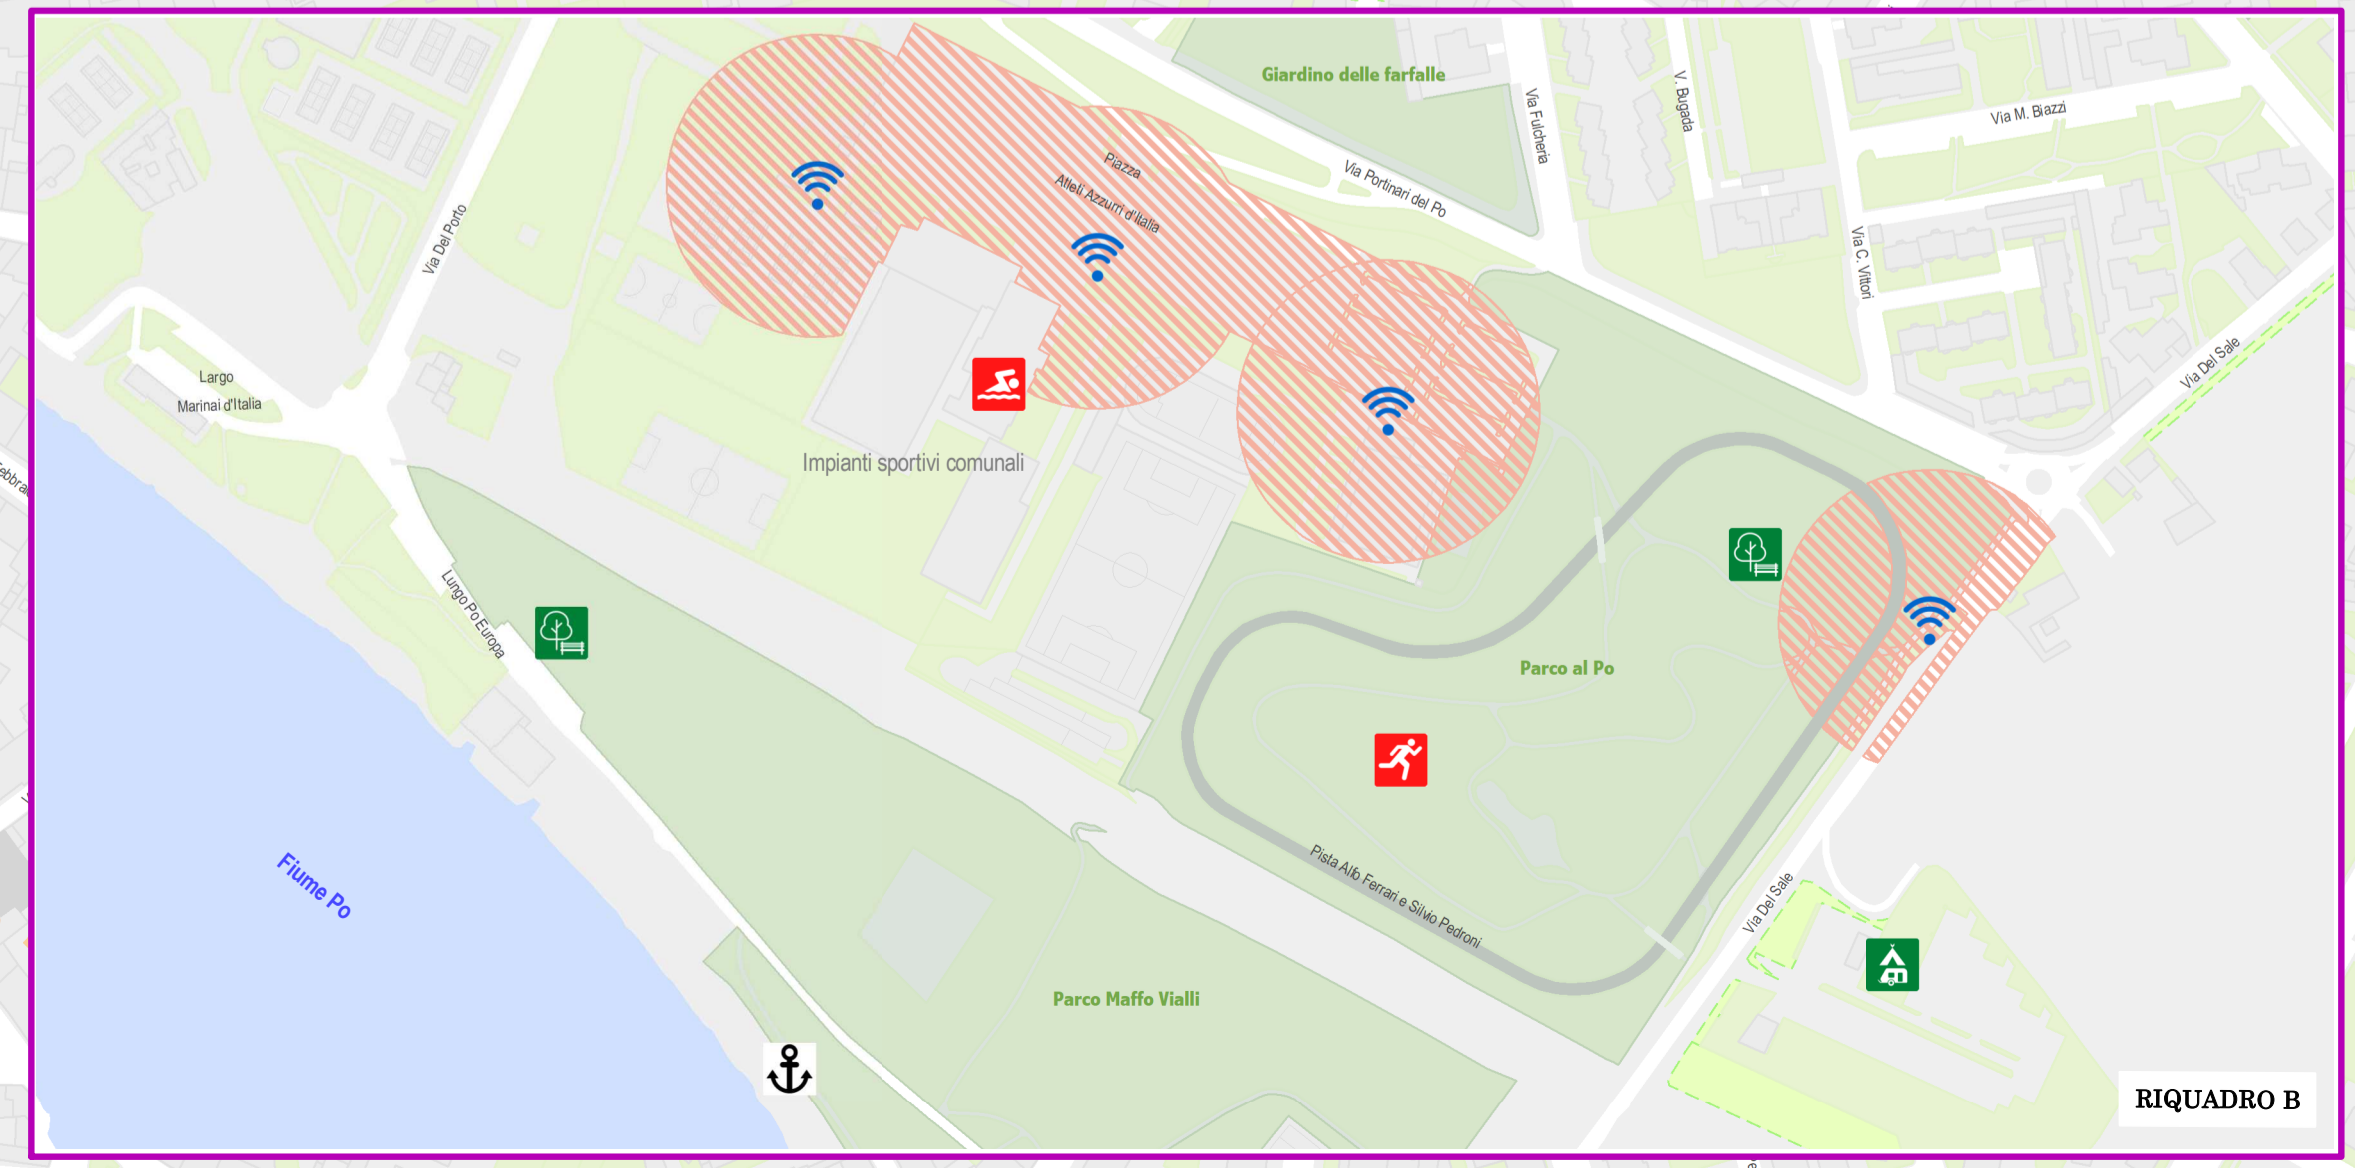 Giardino delle farfalle
Via Fulcheria
V. Bugada
Via M. Biazzi
Piazza
Atleti Azzurri d'Italia
Via Portinari del Po
Via Del Porto
Via C. Vittori
Via Del Sale
Largo
Marinai d'Italia
Impianti sportivi comunali
Lungo Po Europa
Parco al Po
Pista Alfo Ferrari e Silvio Pedroni
Via Del Sale
Fiume Po
Parco Maffo Vialli
RIQUADRO B